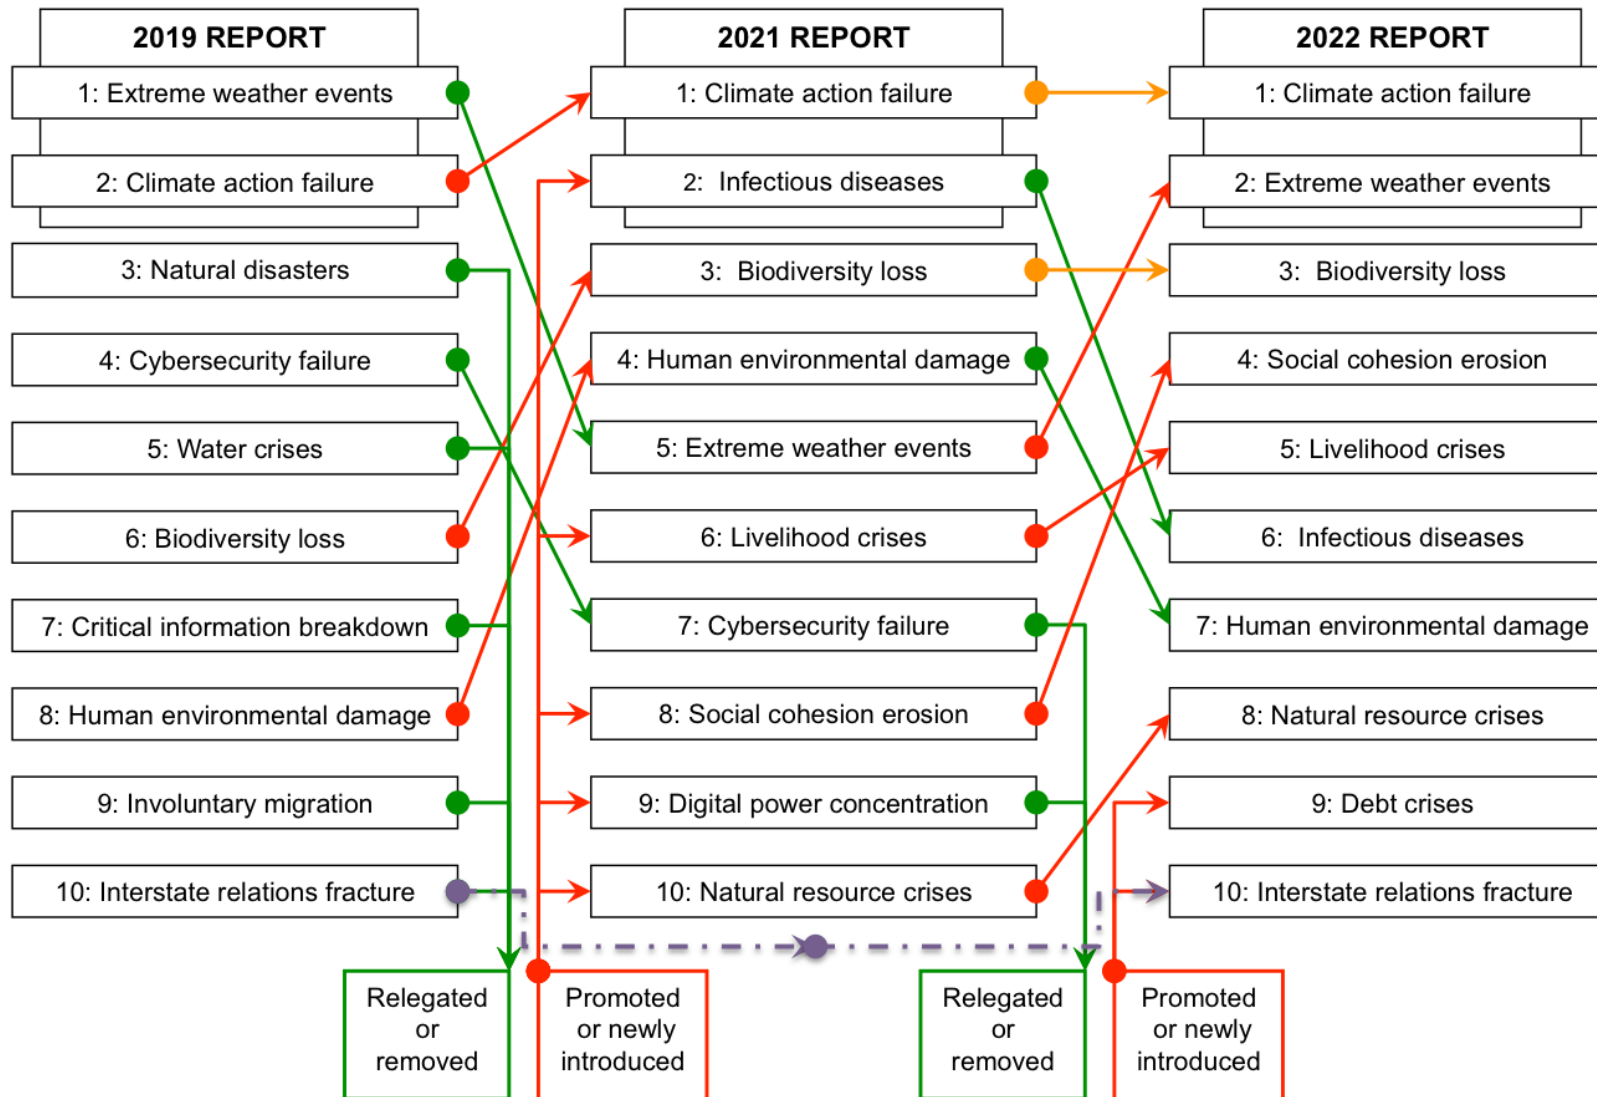 2019 REPORT
1: Extreme weather events
2: Climate action failure
3: Natural disasters
4: Cybersecurity failure
5: Water crises
6: Biodiversity loss
7: Critical information breakdown
8: Human environmental damage
9: Involuntary migration
10: Interstate relations fracture
Relegated
or
removed
Promoted
or newly
introduced
2021 REPORT
1: Climate action failure
2: Infectious diseases
3: Biodiversity loss
4: Human environmental damage
5: Extreme weather events
6: Livelihood crises
7: Cybersecurity failure
8: Social cohesion erosion
9: Digital power concentration
10: Natural resource crises
Relegated
or
removed
Promoted
or newly
introduced
2022 REPORT
1: Climate action failure
2: Extreme weather events
3: Biodiversity loss
4: Social cohesion erosion
5: Livelihood crises
6: Infectious diseases
7: Human environmental damage
8: Natural resource crises
9: Debt crises
10: Interstate relations fracture